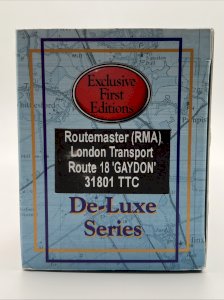 Exclusive
First
Editions
Routemaster (RMA)
London Transport
Route 18 'GAYDON'
31801 TTC
De-Luxe
Series